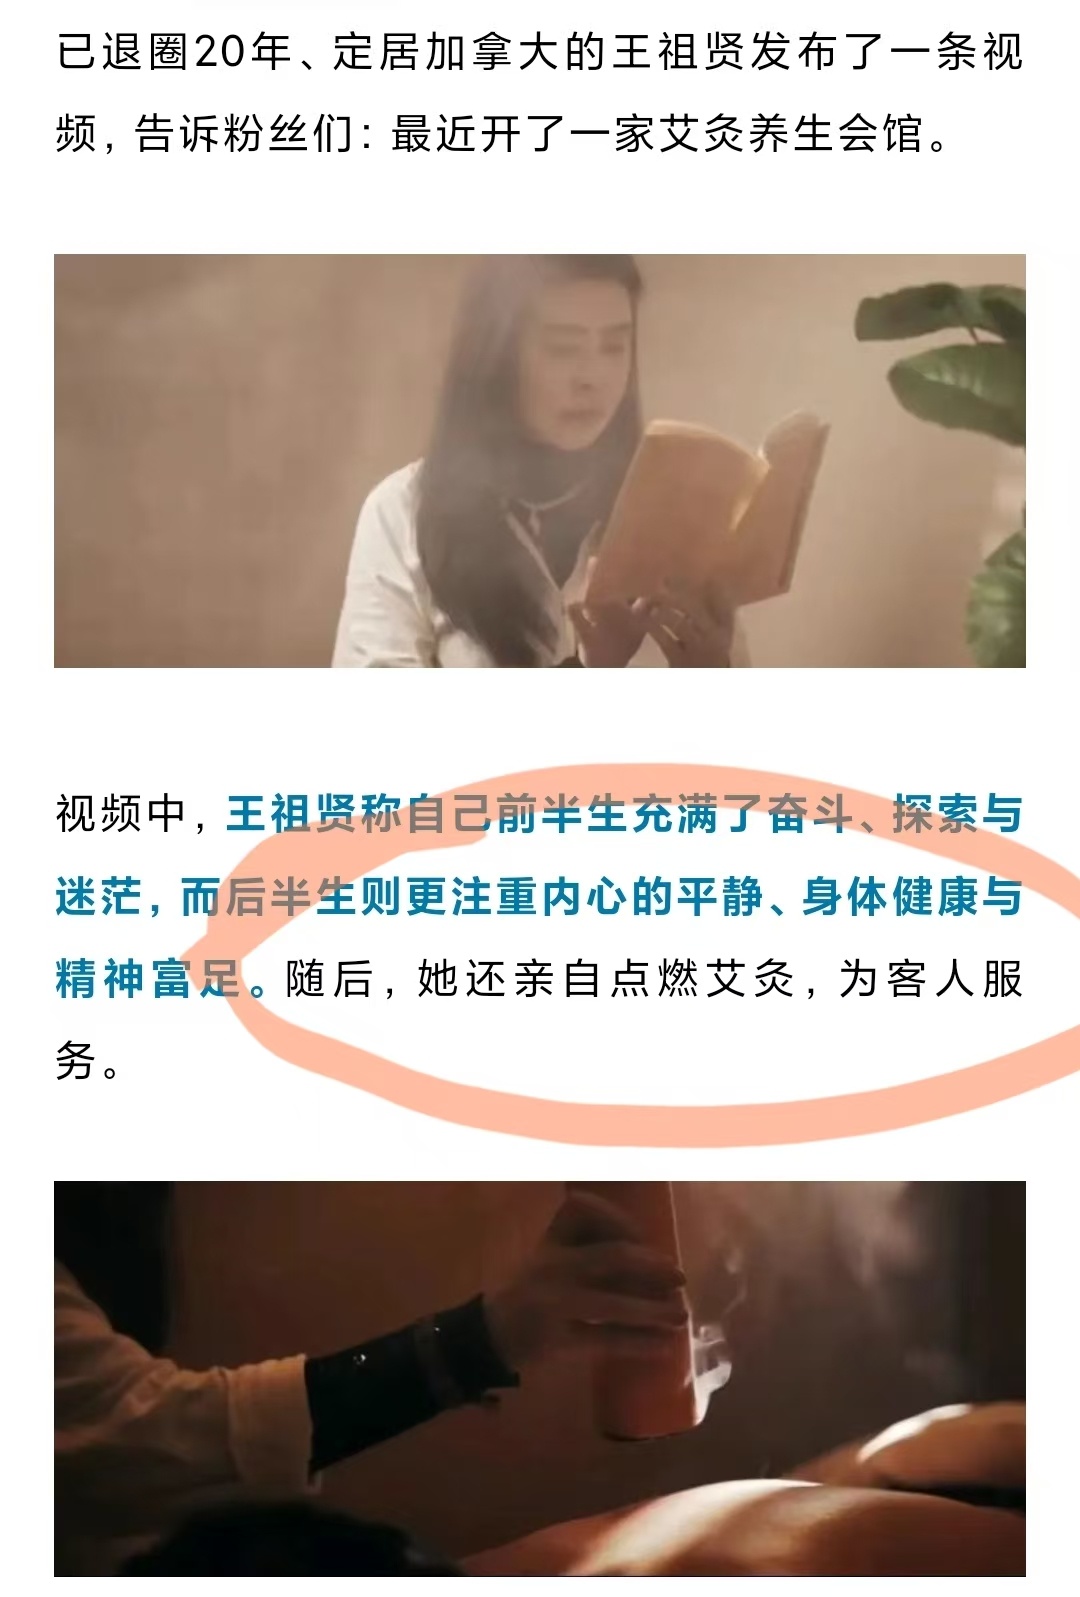 已退圈20年、定居加拿大的王祖贤发布了一条视
频，告诉粉丝们：最近开了一家艾灸养生会馆。
视频中，王祖贤称自己前半生充满了奋斗、探索与
迷茫，而后半生则更注重内心的平静、身体健康与
精神富足。随后，她还亲自点燃艾灸，为客人服
务。